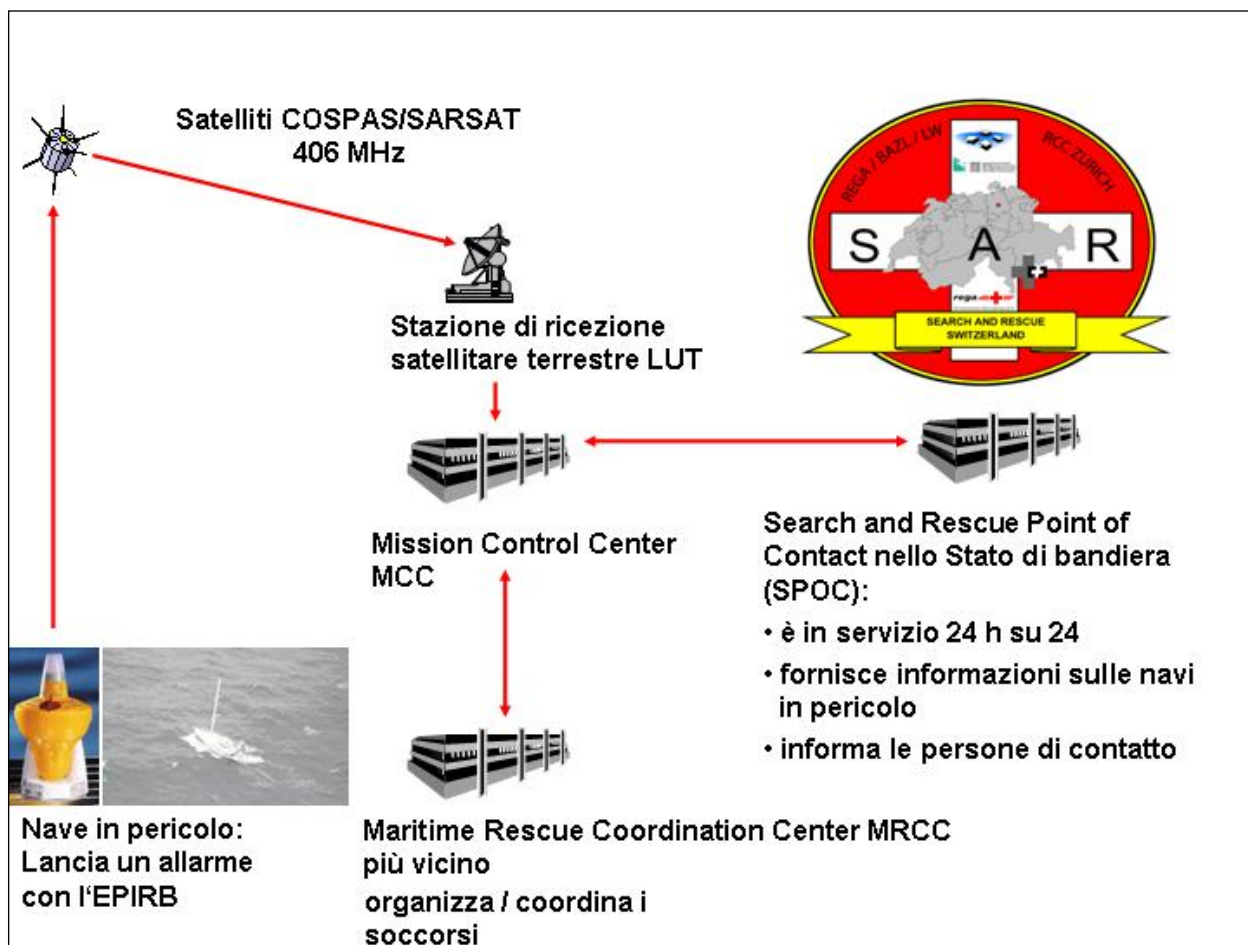 Satelliti COSPAS/SARSAT
406 MHz
REGA / BAZL / LW
RCC ZURICH
S A R
rega
SEARCH AND RESCUE
SWITZERLAND
Stazione di ricezione
satellitare terrestre LUT
Mission Control Center
MCC
Search and Rescue Point of
Contact nello Stato di bandiera
(SPOC):
• è in servizio 24 h su 24
• fornisce informazioni sulle navi
in pericolo
• informa le persone di contatto
Nave in pericolo:
Lancia un allarme
con l‘EPIRB
Maritime Rescue Coordination Center MRCC
più vicino
organizza / coordina i
soccorsi